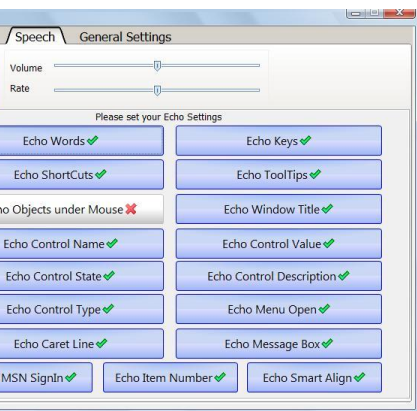 Speech General Settings
Volume
Rate
Please set your Echo Settings
Echo Words Echo Keys
Echo ShortCuts Echo ToolTips
ho Objects under Mouse Echo Window Title
Echo Control Name Echo Control Value
Echo Control State Echo Control Description
Echo Control Type Echo Menu Open
Echo Caret Line Echo Message Box
MSN SignIn Echo Item Number Echo Smart Align